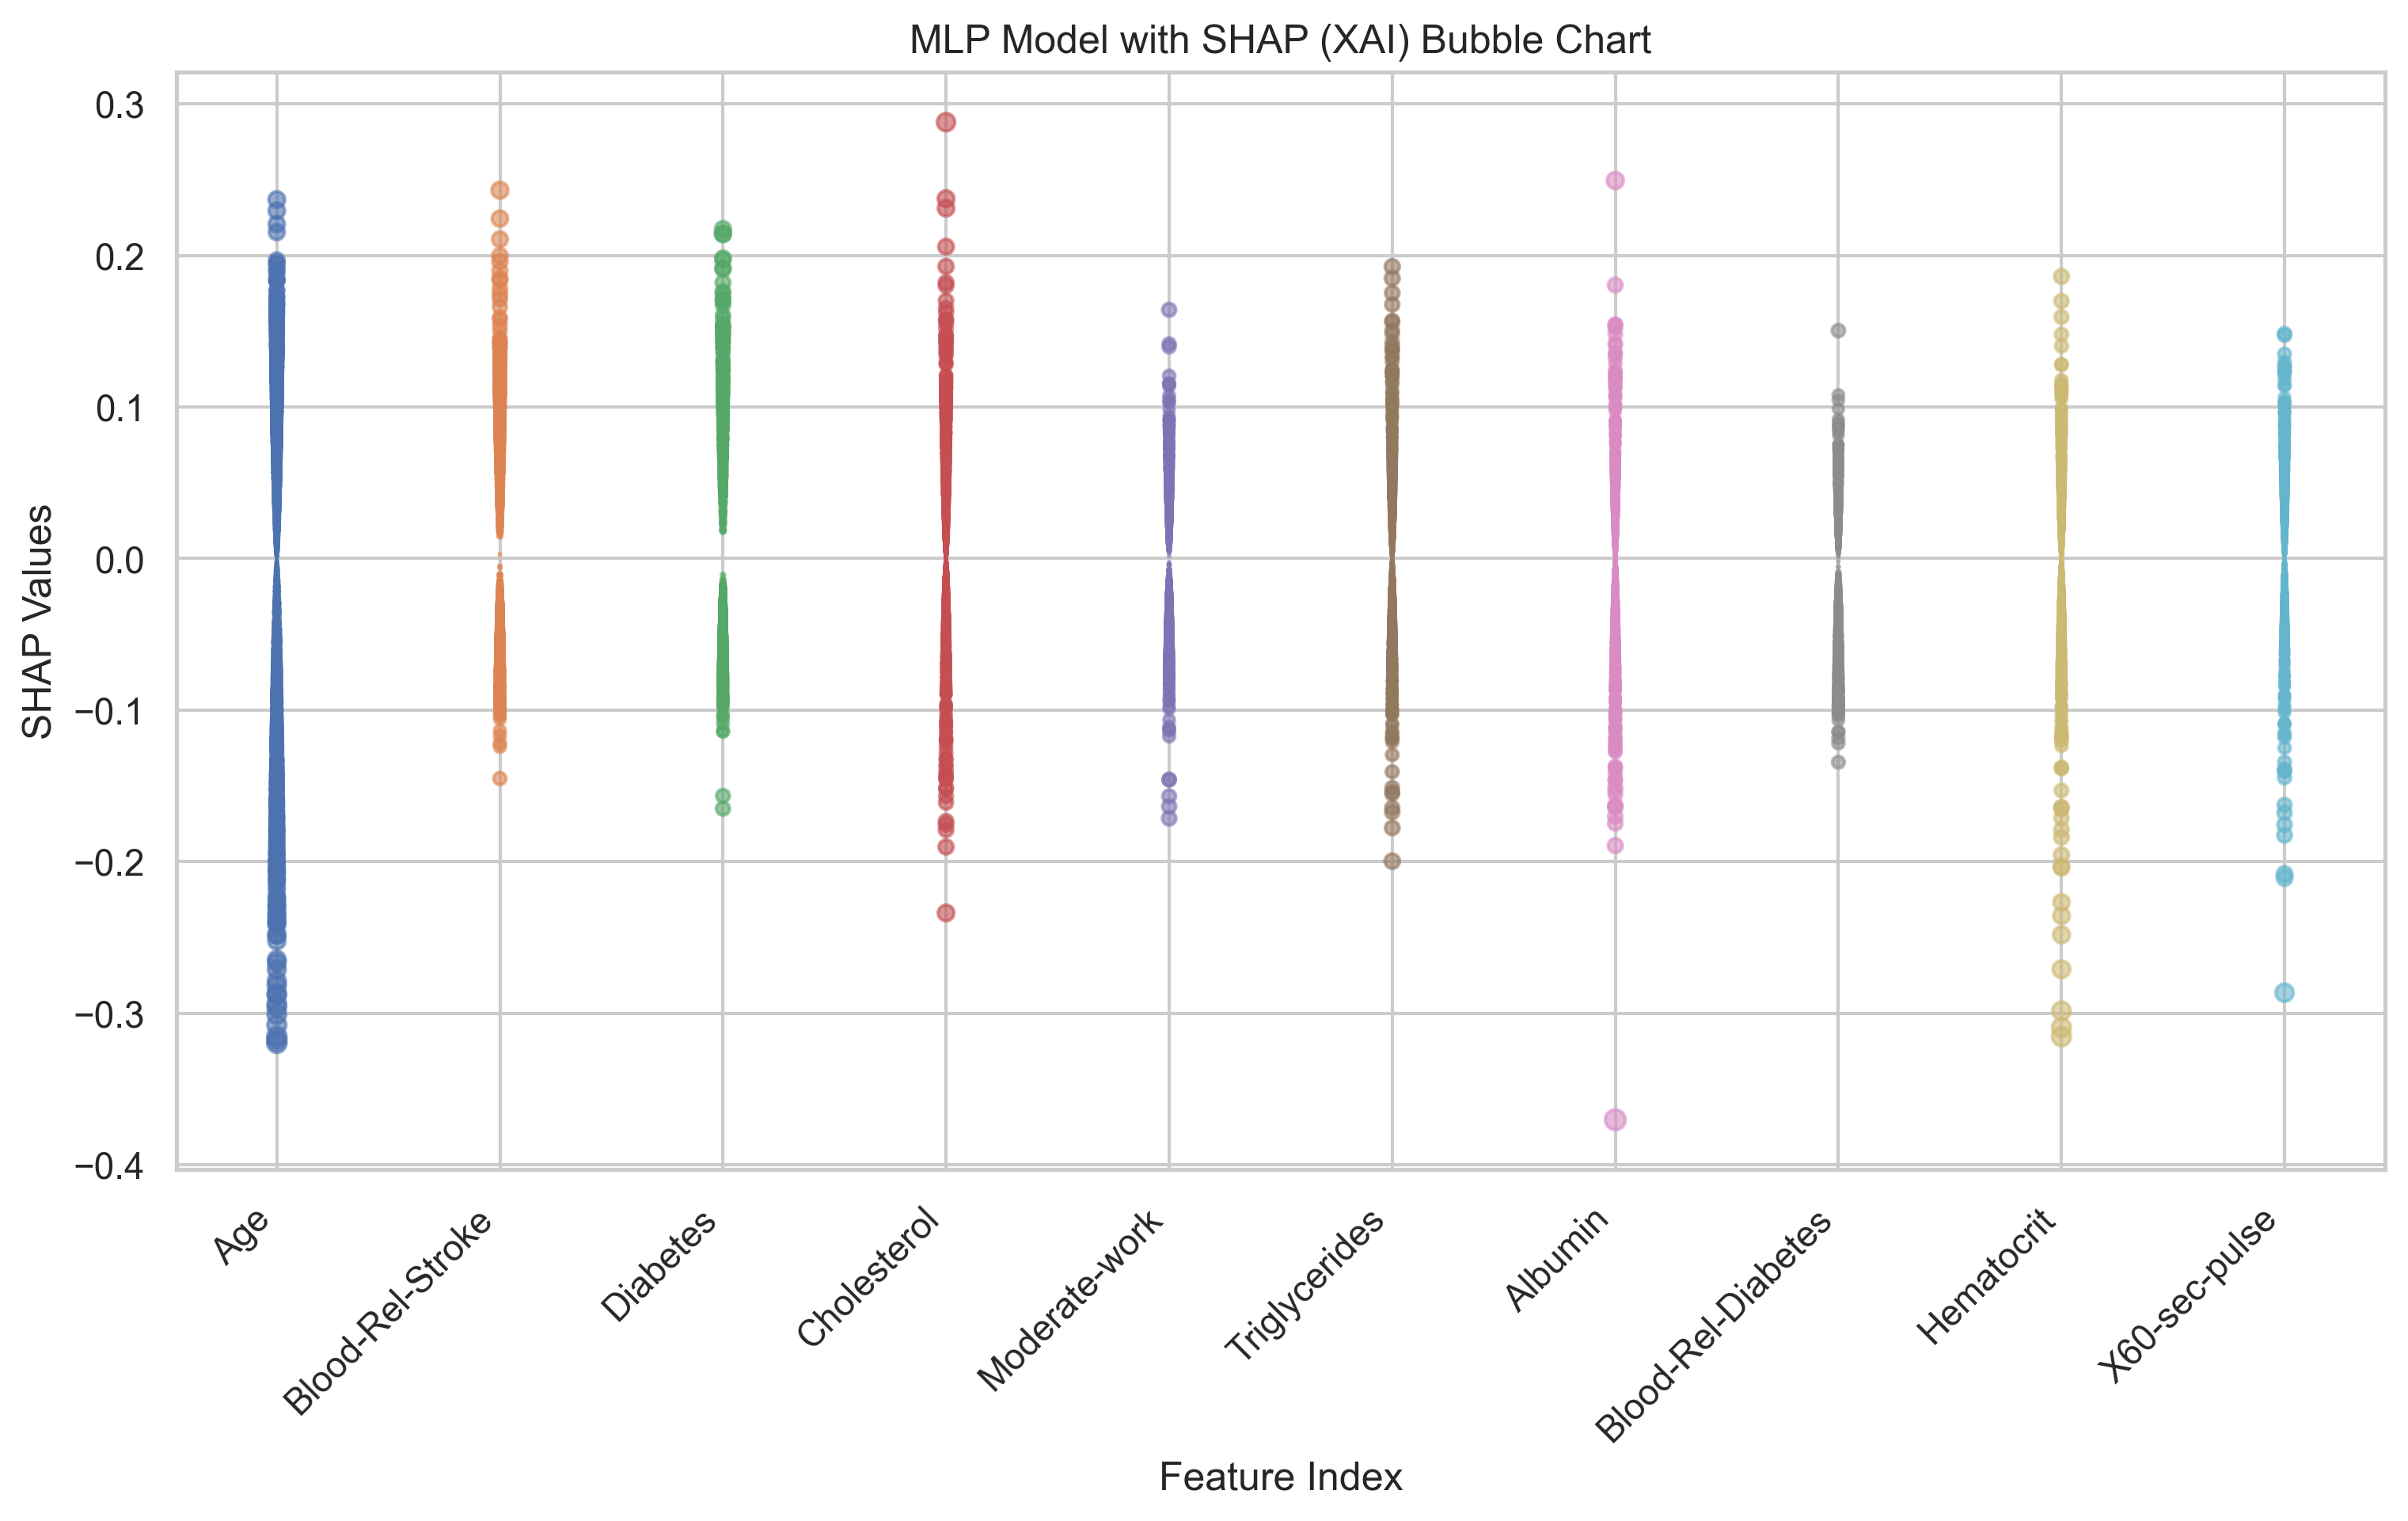 MLP Model with SHAP (XAI) Bubble Chart
SHAP Values
0.3
0.2
0.1
0.0
−0.1
−0.2
−0.3
−0.4
Age
Blood-Rel-Stroke
Diabetes
Cholesterol
Moderate-work
Triglycerides
Albumin
Blood-Rel-Diabetes
Hematocrit
X60-sec-pulse
Feature Index